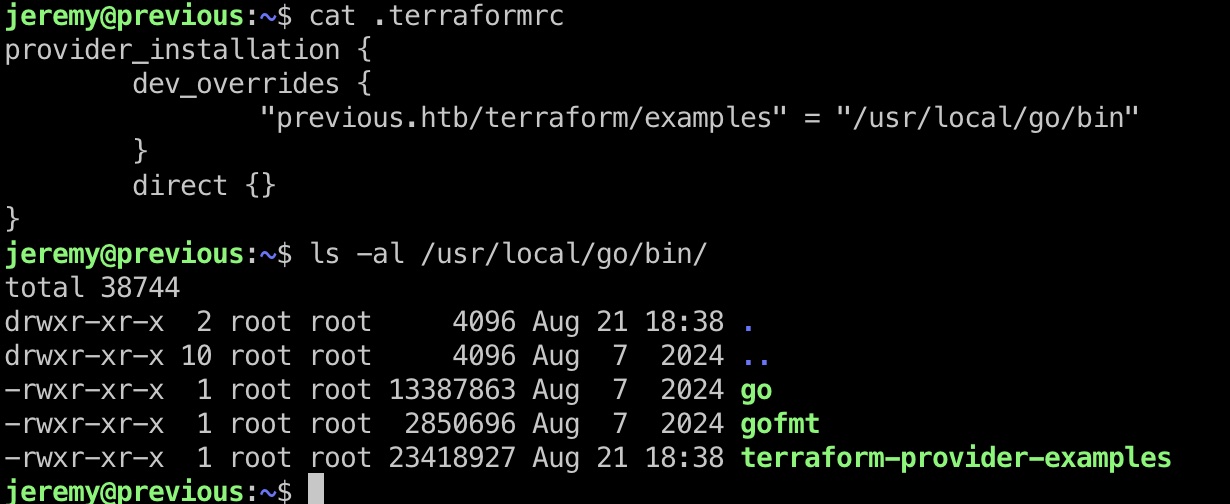 jeremy@previous:~$ cat .terraformrc
provider_installation {
        dev_overrides {
                "previous.htb/terraform/examples" = "/usr/local/go/bin"
        }
        direct {}
}
jeremy@previous:~$ ls -al /usr/local/go/bin/
total 38744
drwxr-xr-x  2 root root     4096 Aug 21 18:38 .
drwxr-xr-x 10 root root     4096 Aug  7  2024 ..
-rwxr-xr-x  1 root root 13387863 Aug  7  2024 go
-rwxr-xr-x  1 root root  2850696 Aug  7  2024 gofmt
-rwxr-xr-x  1 root root 23418927 Aug 21 18:38 terraform-provider-examples
jeremy@previous:~$